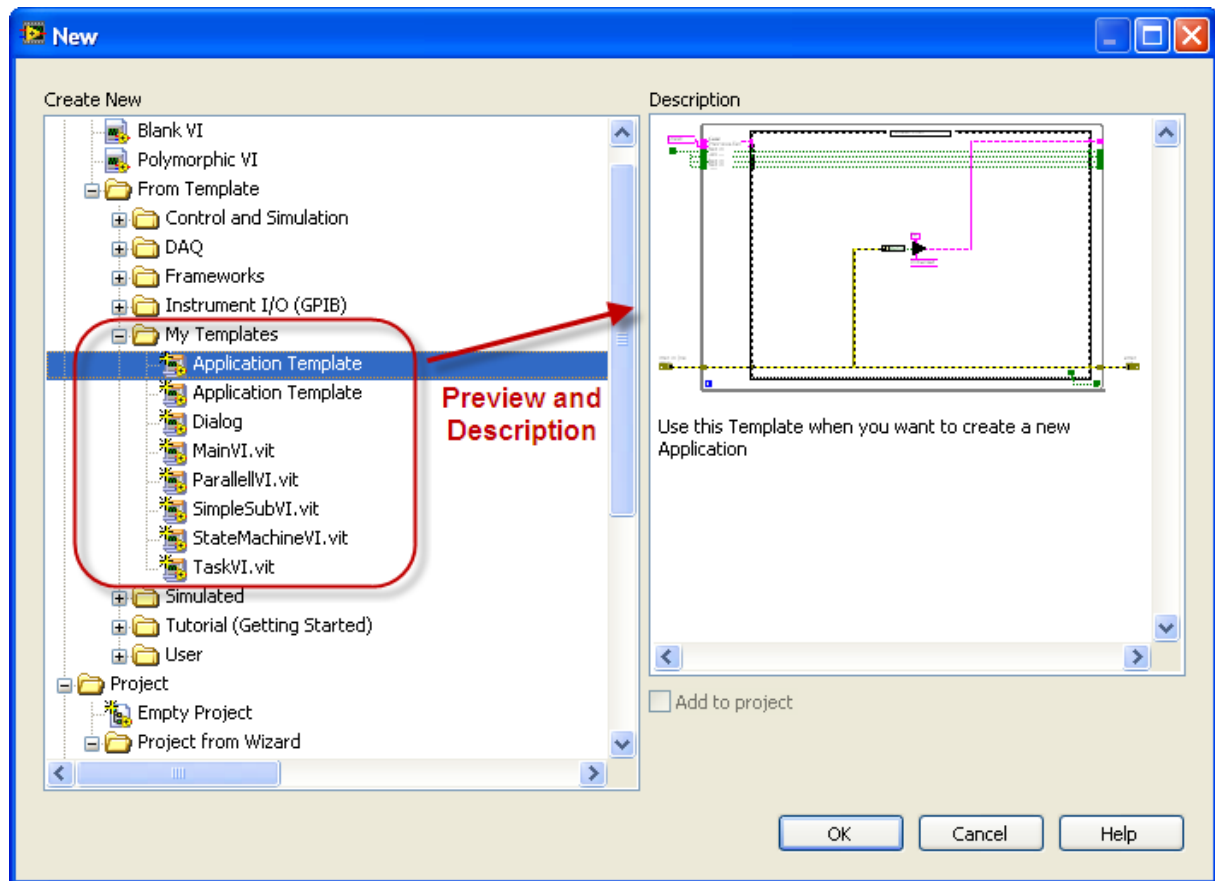 New
Create New
Blank VI
Polymorphic VI
From Template
Control and Simulation
DAQ
Frameworks
Instrument I/O (GPIB)
My Templates
Application Template
Application Template
Dialog
MainVI.vit
ParallellVI.vit
SimpleSubVI.vit
StateMachineVI.vit
TaskVI.vit
Simulated
Tutorial (Getting Started)
User
Project
Empty Project
Project from Wizard
Preview and
Description
Description
Use this Template when you want to create a new
Application
Add to project
OK
Cancel
Help